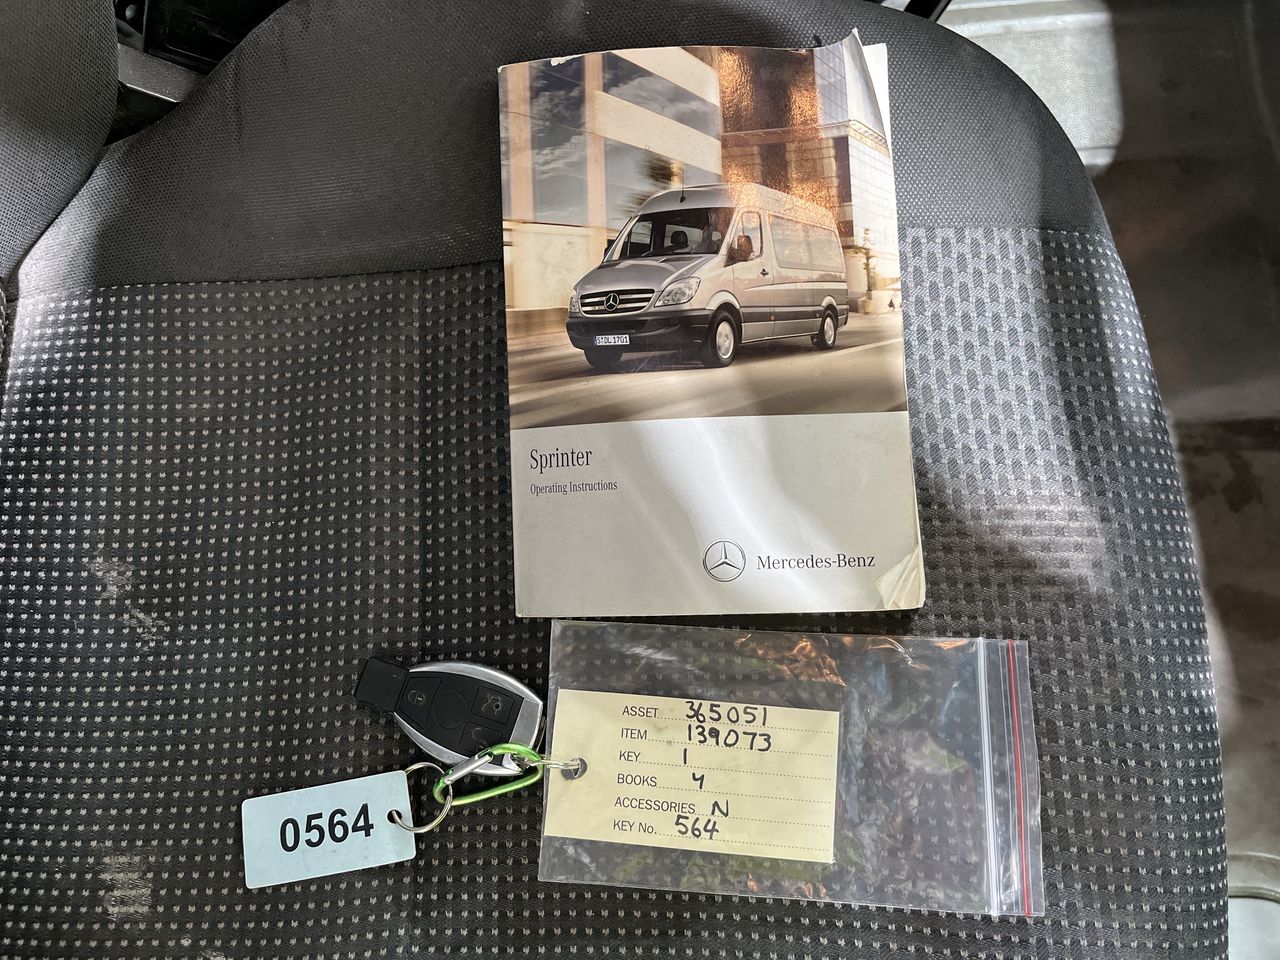 S·DL 1701
Sprinter
Operating Instructions
Mercedes-Benz
ASSET 365051
ITEM 139073
KEY 1
BOOKS Y
ACCESSORIES N
KEY No. 564
0564